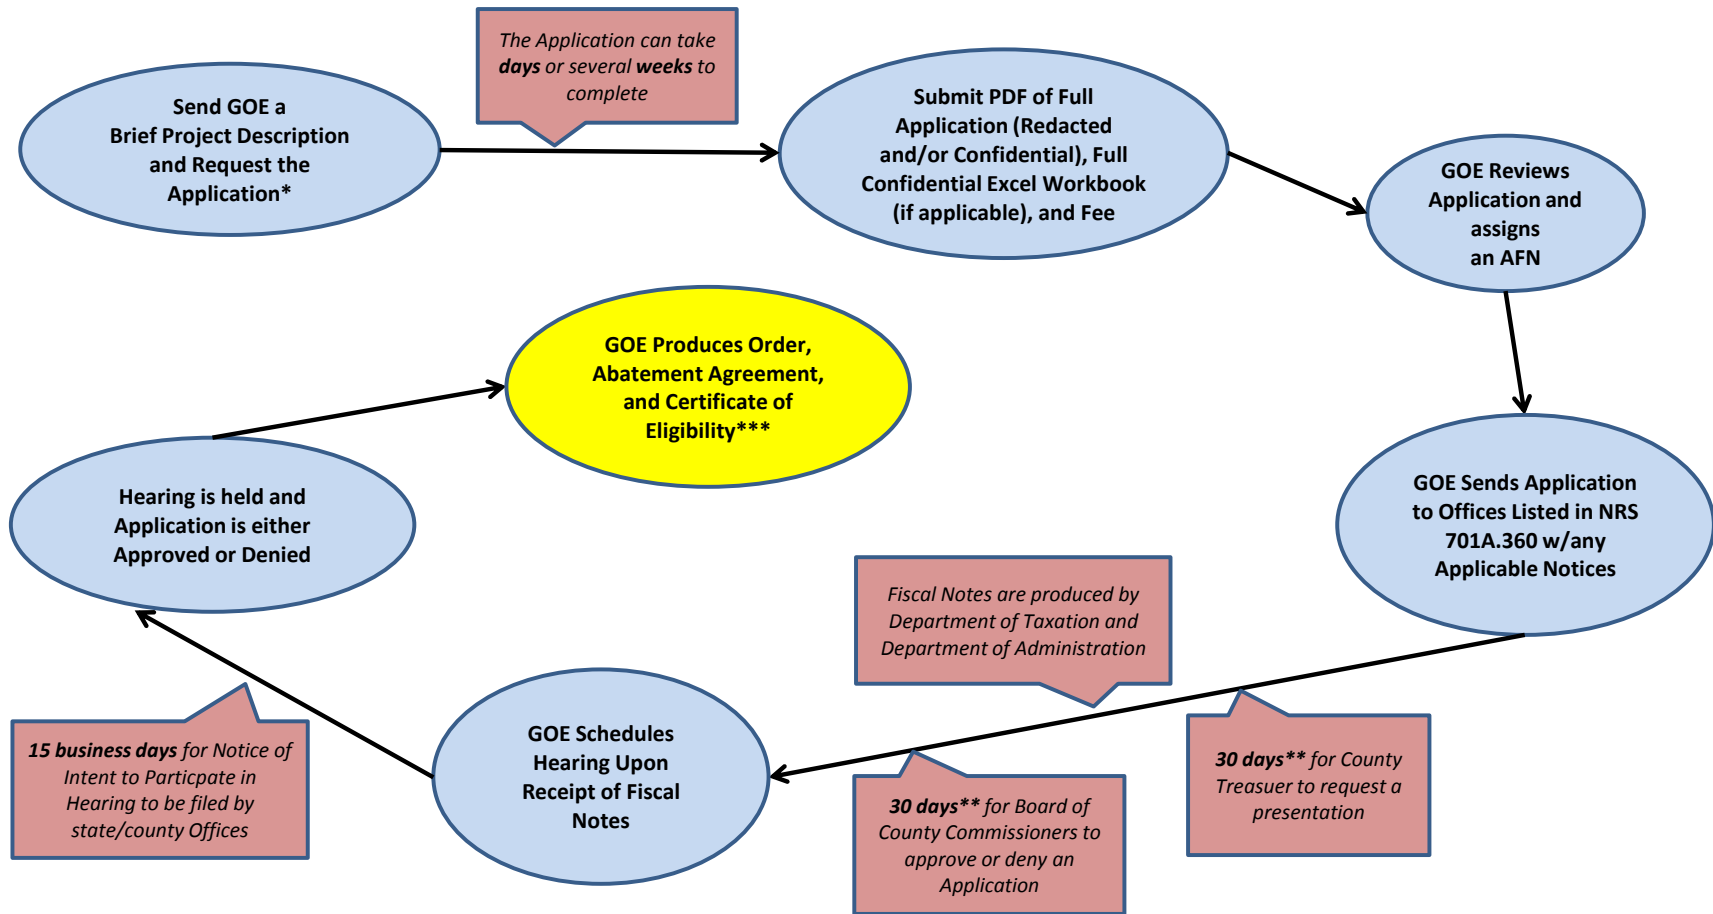 The Application can take
days or several weeks to
complete
Send GOE a
Brief Project Description
and Request the
Application*
Submit PDF of Full
Application (Redacted
and/or Confidential), Full
Confidential Excel Workbook
(if applicable), and Fee
GOE Reviews
Application and
assigns
an AFN
GOE Sends Application
to Offices Listed in NRS
701A.360 w/any
Applicable Notices
Fiscal Notes are produced by
Department of Taxation and
Department of Administration
30 days** for County
Treasuer to request a
presentation
30 days** for Board of
County Commissioners to
approve or deny an
Application
GOE Schedules
Hearing Upon
Receipt of Fiscal
Notes
15 business days for Notice of
Intent to Particpate in
Hearing to be filed by
state/county Offices
Hearing is held and
Application is either
Approved or Denied
GOE Produces Order,
Abatement Agreement,
and Certificate of
Eligibility***